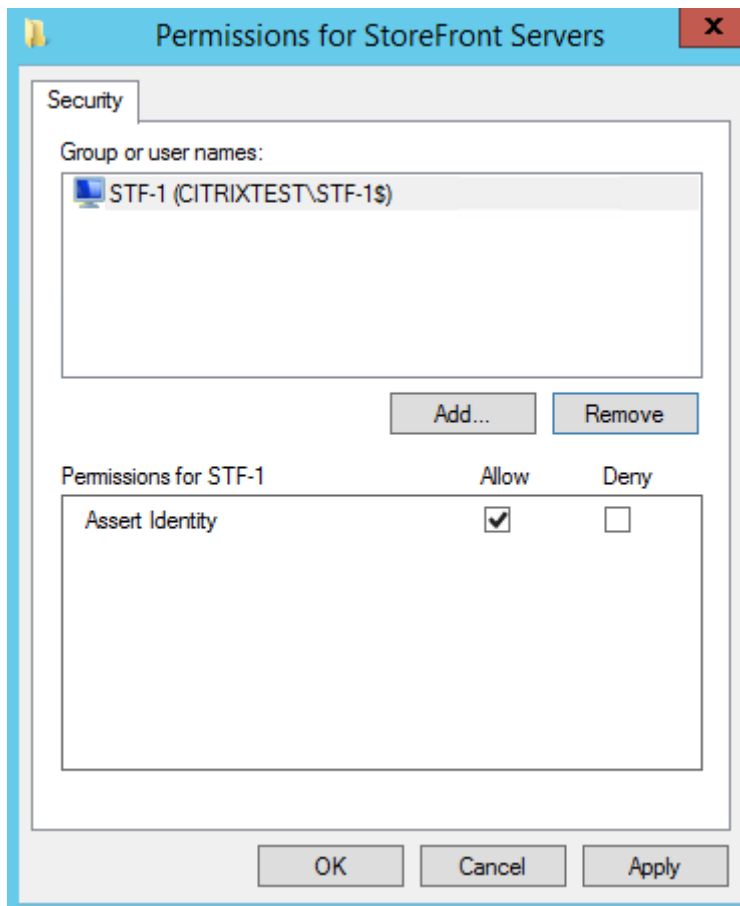 Permissions for StoreFront Servers
x
Security
Group or user names:
STF-1 (CITRIXTEST\STF-1$)
Add... Remove
Permissions for STF-1 Allow Deny
Assert Identity
OK Cancel Apply